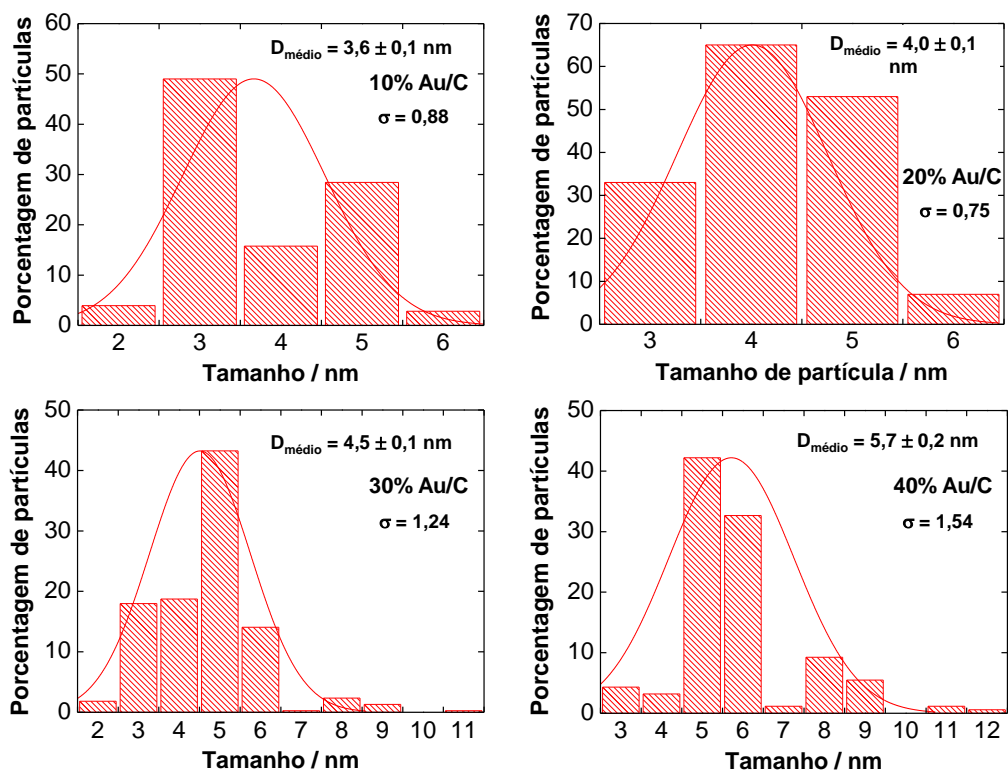 60
50
40
30
20
10
0
Porcentagem de partículas
D médio = 3,6 ± 0,1 nm
10% Au/C
σ = 0,88
2 3 4 5 6
Tamanho / nm
70
60
50
40
30
20
10
0
Porcentagem de partículas
D médio = 4,0 ± 0,1
nm
20% Au/C
σ = 0,75
3 4 5 6
Tamanho de partícula / nm
50
40
30
20
10
0
Porcentagem de partículas
D médio = 4,5 ± 0,1 nm
30% Au/C
σ = 1,24
2 3 4 5 6 7 8 9 10 11
Tamanho / nm
50
40
30
20
10
0
Porcentagem de partículas
D médio = 5,7 ± 0,2 nm
40% Au/C
σ = 1,54
3 4 5 6 7 8 9 10 11 12
Tamanho / nm